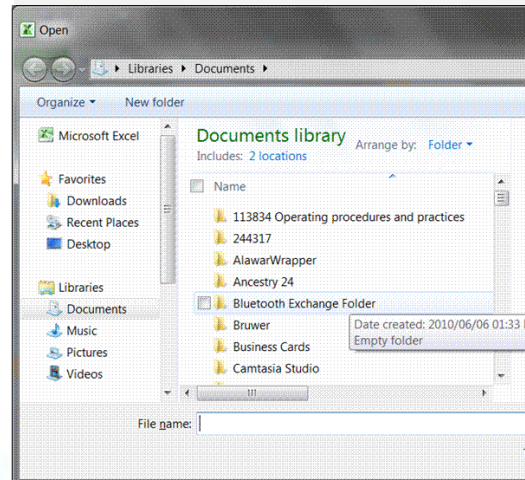 Open
Libraries Documents
Organize New folder
Microsoft Excel
Favorites
Downloads
Recent Places
Desktop
Libraries
Documents
Music
Pictures
Videos
Documents library
Includes: 2 locations
Arrange by: Folder
Name
113834 Operating procedures and practices
244317
AlawarWrapper
Ancestry 24
Bluetooth Exchange Folder
Bruwer
Business Cards
Camtasia Studio
Date created: 2010/06/06 01:33
Empty folder
File name: